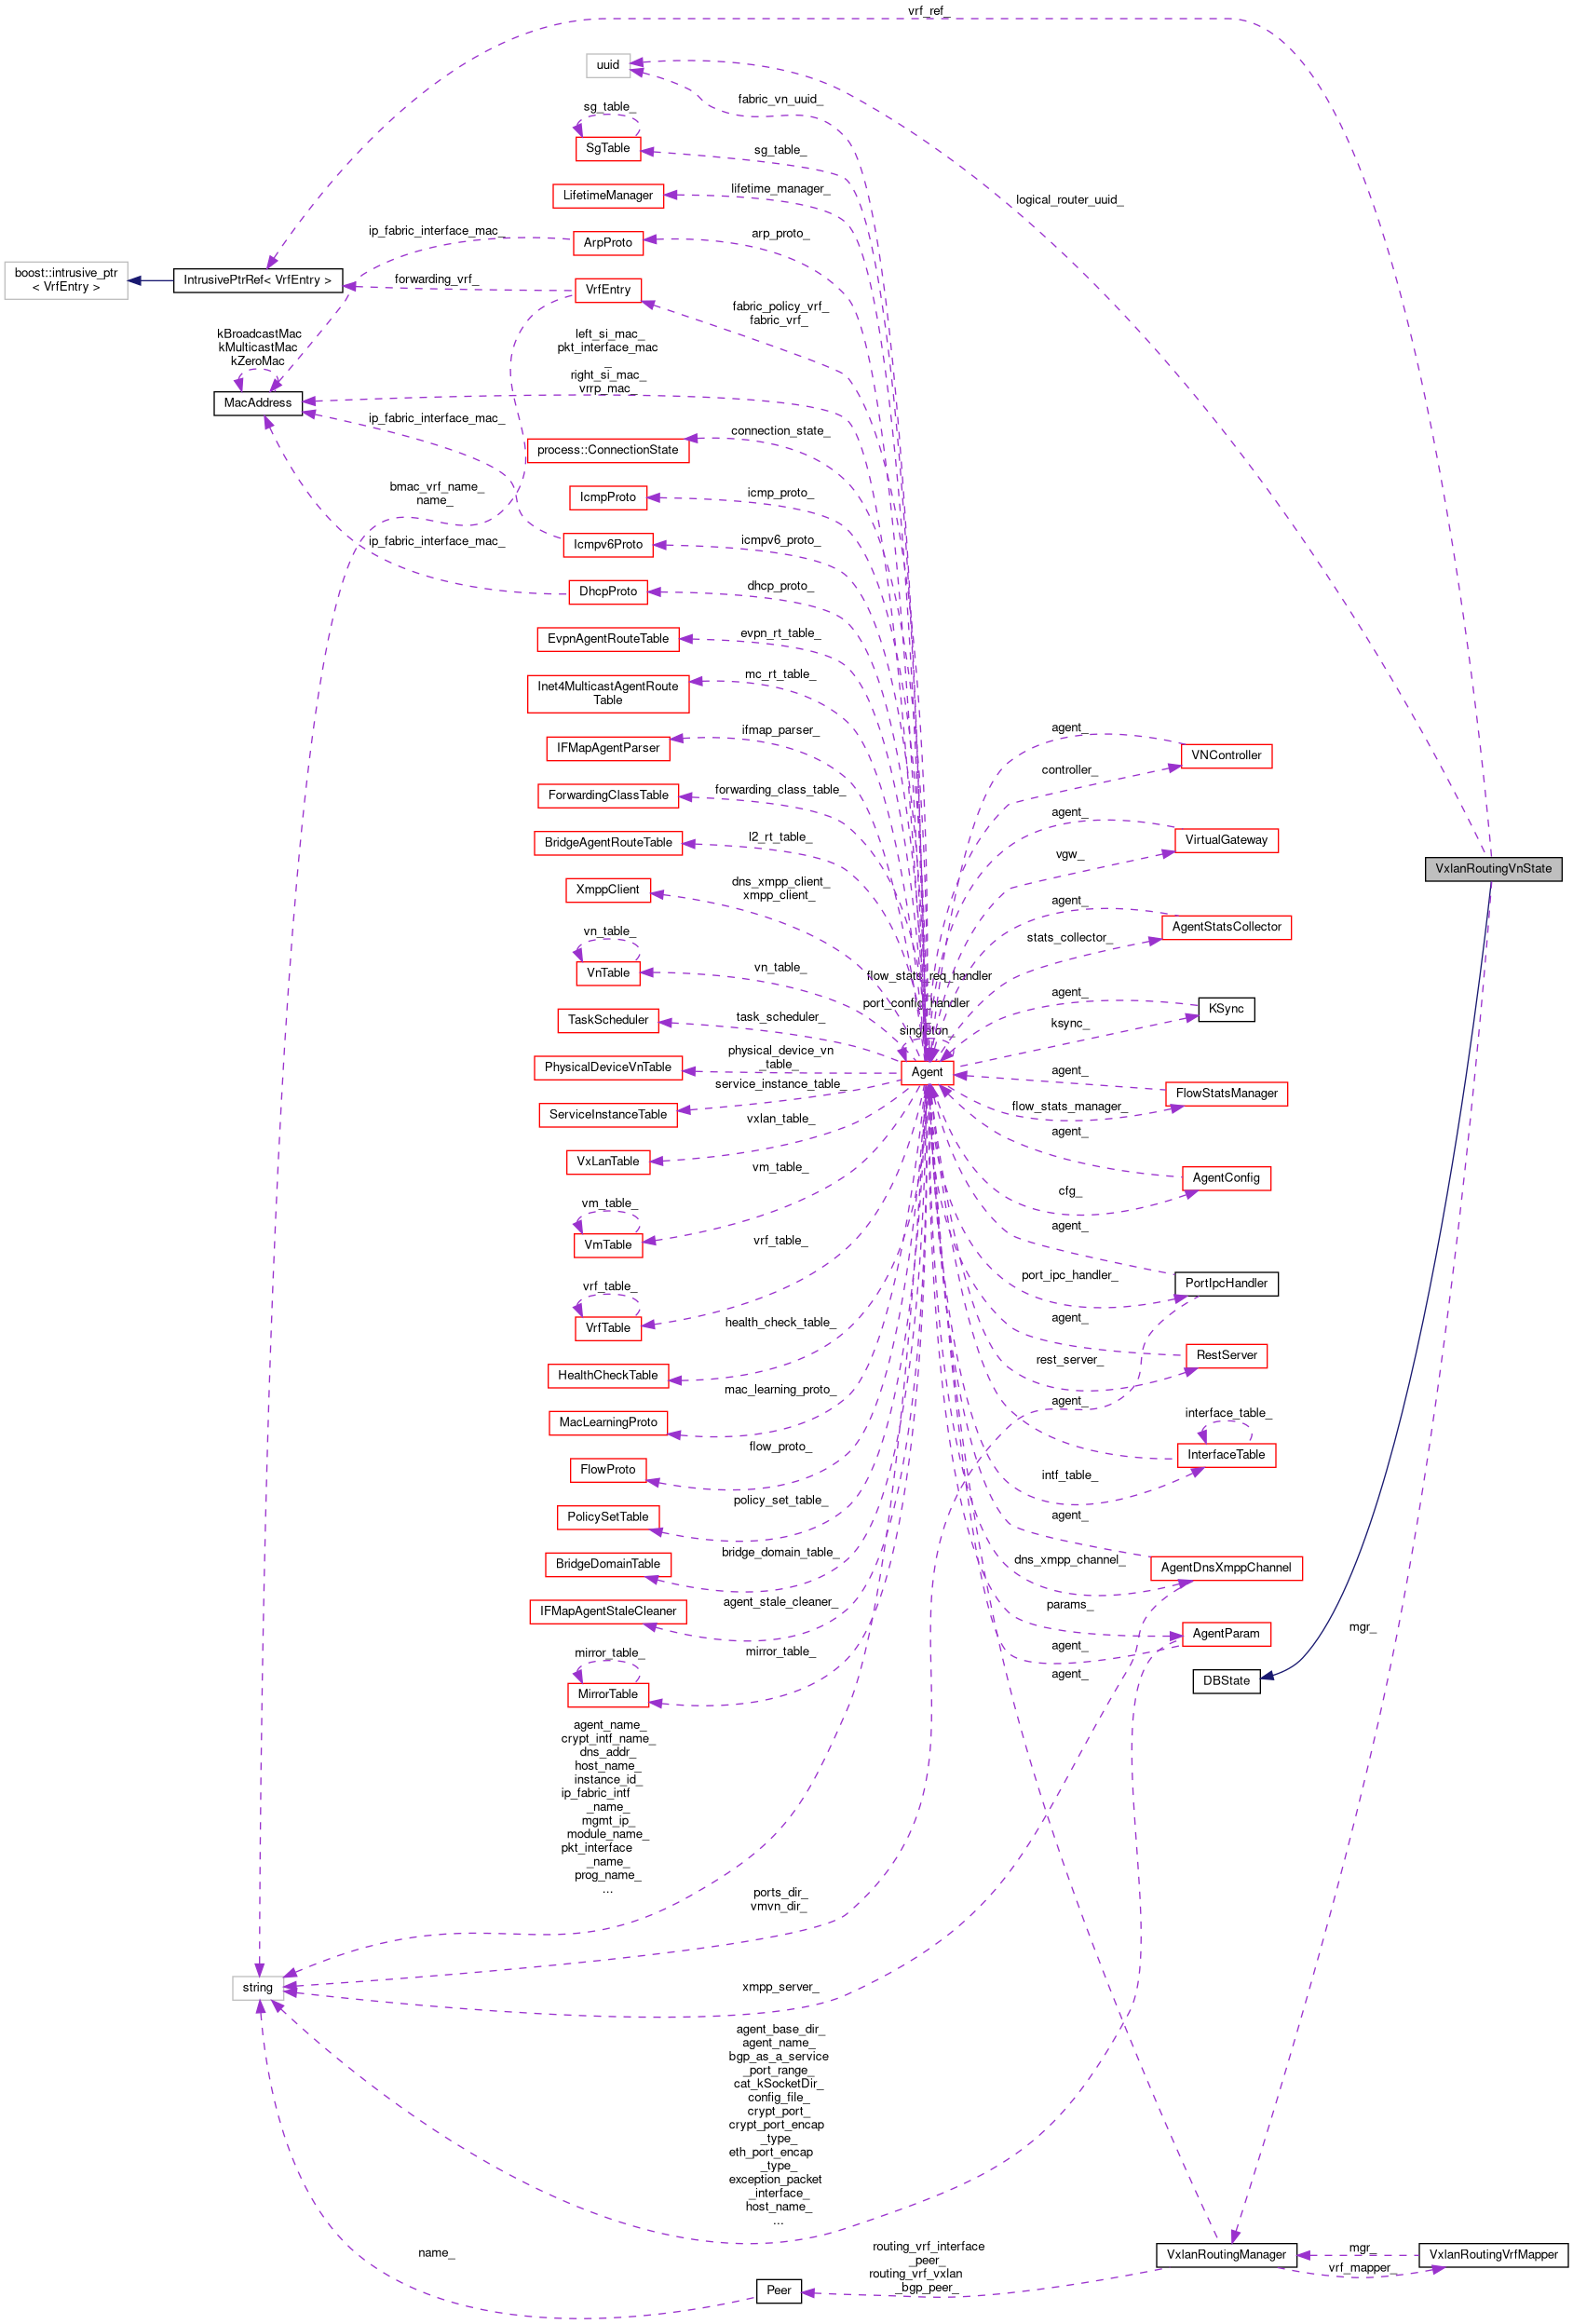 vrf_ref_
uuid
fabric_vn_uuid_
sg_table_
SgTable
sg_table_
lifetime_manager_
LifetimeManager
logical_router_uuid_
ip_fabric_interface_mac_
ArpProto
arp_proto_
boost::intrusive_ptr
< VrfEntry >
IntrusivePtrRef< VrfEntry >
forwarding_vrf_
VrfEntry
fabric_policy_vrf_
fabric_vrf_
kBroadcastMac
kMulticastMac
kZeroMac
left_si_mac_
pkt_interface_mac
_
right_si_mac_
vrrp_mac_
MacAddress
ip_fabric_interface_mac_
process::ConnectionState
connection_state_
bmac_vrf_name_
name_
IcmpProto
icmp_proto_
ip_fabric_interface_mac_
Icmpv6Proto
icmpv6_proto_
DhcpProto
dhcp_proto_
EvpnAgentRouteTable
evpn_rt_table_
Inet4MulticastAgentRoute
Table
mc_rt_table_
IFMapAgentParser
ifmap_parser_
agent_
VNController
controller_
ForwardingClassTable
forwarding_class_table_
agent_
BridgeAgentRouteTable
l2_rt_table_
VirtualGateway
vgw_
VxlanRoutingVnState
XmppClient
dns_xmpp_client_
xmpp_client_
agent_
AgentStatsCollector
stats_collector_
vn_table_
VnTable
vn_table_
flow_stats_req_handler
_
port_config_handler
_
singleton_
agent_
KSync
ksync_
TaskScheduler
task_scheduler_
PhysicalDeviceVnTable
physical_device_vn
_table_
Agent
agent_
FlowStatsManager
flow_stats_manager_
ServiceInstanceTable
service_instance_table_
VxLanTable
vxlan_table_
agent_
AgentConfig
cfg_
vm_table_
VmTable
vm_table_
agent_
PortIpcHandler
port_ipc_handler_
vrf_table_
VrfTable
vrf_table_
agent_
RestServer
rest_server_
HealthCheckTable
health_check_table_
MacLearningProto
mac_learning_proto_
agent_
interface_table_
InterfaceTable
intf_table_
FlowProto
flow_proto_
PolicySetTable
policy_set_table_
agent_
BridgeDomainTable
bridge_domain_table_
dns_xmpp_channel_
AgentDnsXmppChannel
IFMapAgentStaleCleaner
agent_stale_cleaner_
params_
AgentParam
agent_
mirror_table_
MirrorTable
mirror_table_
agent_
DBState
mgr_
agent_name_
crypt_intf_name_
dns_addr_
host_name_
instance_id_
ip_fabric_intf
_name_
mgmt_ip_
module_name_
pkt_interface
_name_
prog_name_
...
ports_dir_
vmvn_dir_
string
xmpp_server_
agent_base_dir_
agent_name_
bgp_as_a_service
_port_range_
cat_kSocketDir_
config_file_
crypt_port_
crypt_port_encap
_type_
eth_port_encap
_type_
exception_packet
_interface_
host_name_
...
name_
routing_vrf_interface
_peer_
routing_vrf_vxlan
_bgp_peer_
Peer
VxlanRoutingManager
mgr_
vrf_mapper_
VxlanRoutingVrfMapper